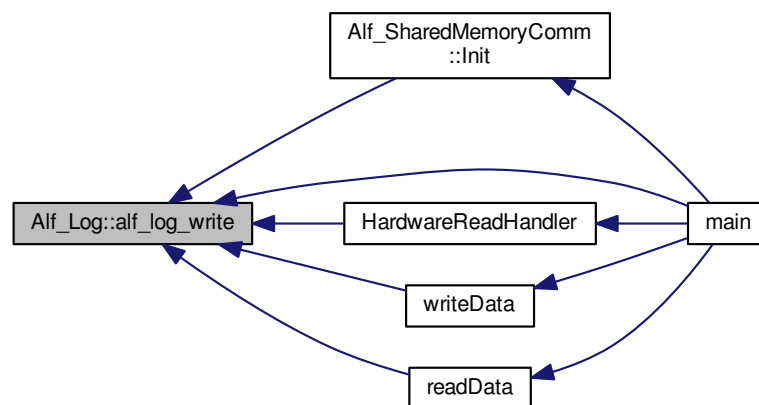 Alf_SharedMemoryComm
::Init
Alf_Log::alf_log_write
HardwareReadHandler
main
writeData
readData